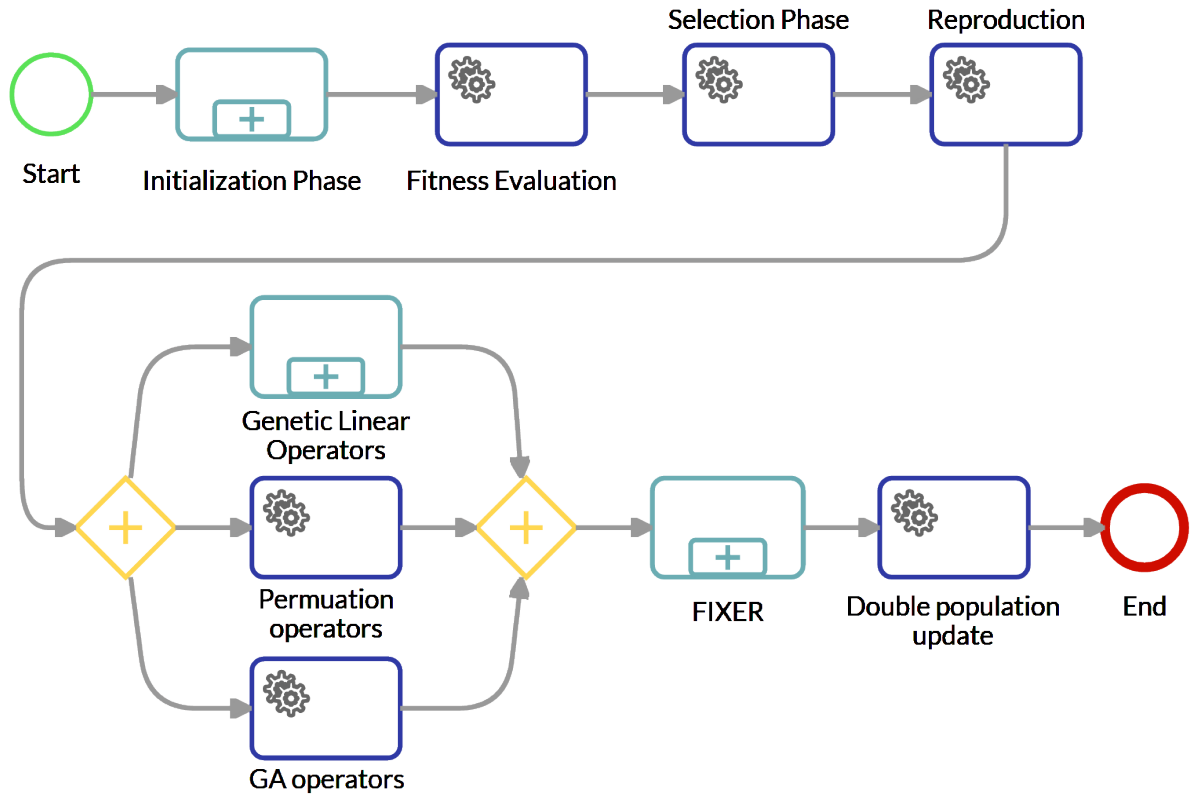 Selection Phase
Reproduction
Start
Initialization Phase
Fitness Evaluation
Genetic Linear
Operators
Permuation
operators
FIXER
Double population
update
End
GA operators